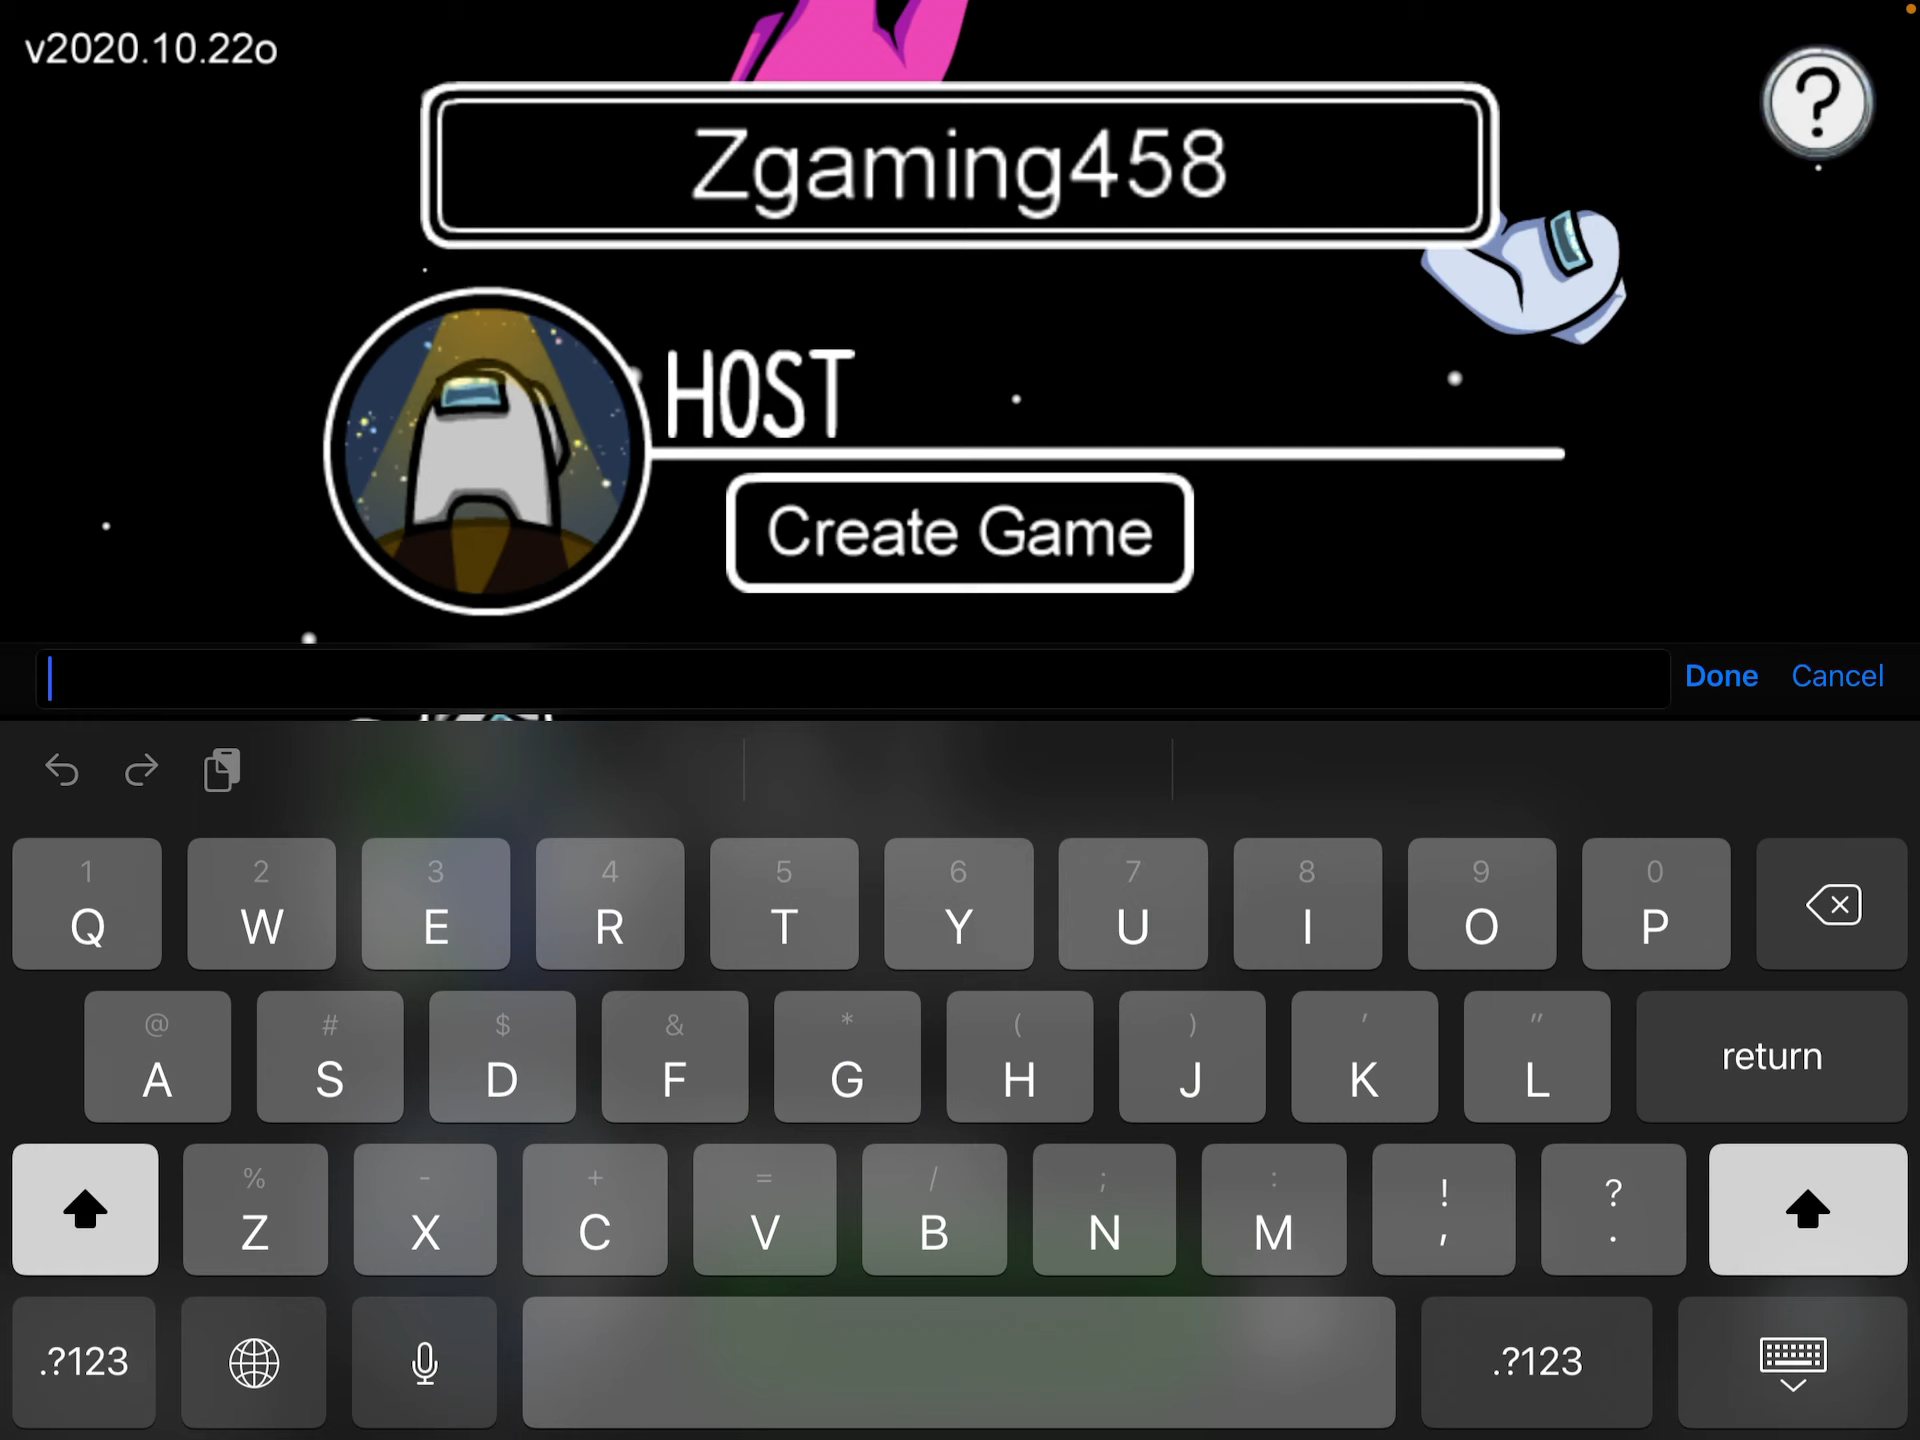 v2020.10.22o
?
Zgaming458
HOST
Create Game
Done Cancel
1 2 3 4 5 6 7 8 9 0
Q W E R T Y U I O P
@ # $ & * ( ) ' "
A S D F G H J K L return
% - + = / ; : ! ?
Z X C V B N M , .
.?123 .?123